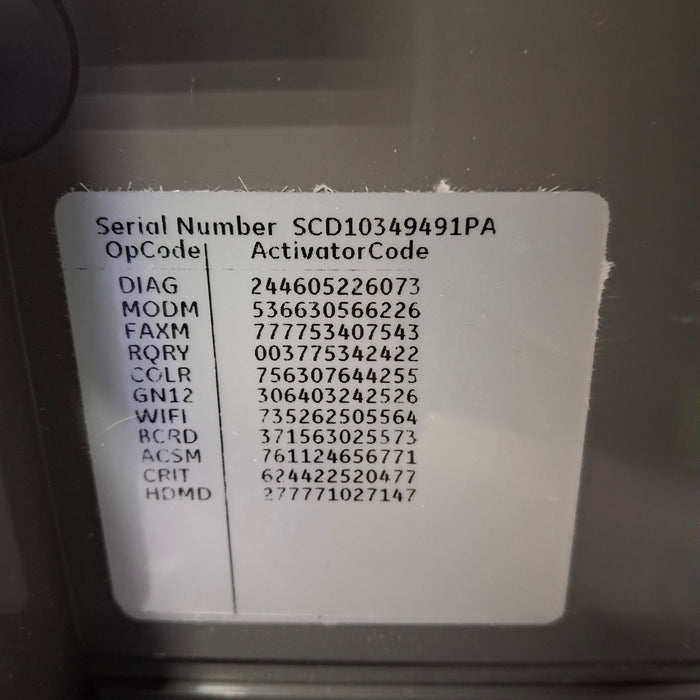 Serial Number SCD10349491PA
OpCode ActivatorCode
DIAG 244605226073
MODM 536630566226
FAXM 777753407543
RQRY 003775342422
COLR 756307644255
GN12 306403242526
WIFI 735262505564
BCRD 371563025573
ACSM 761124656771
CRIT 624422520477
HDMD 277771027147